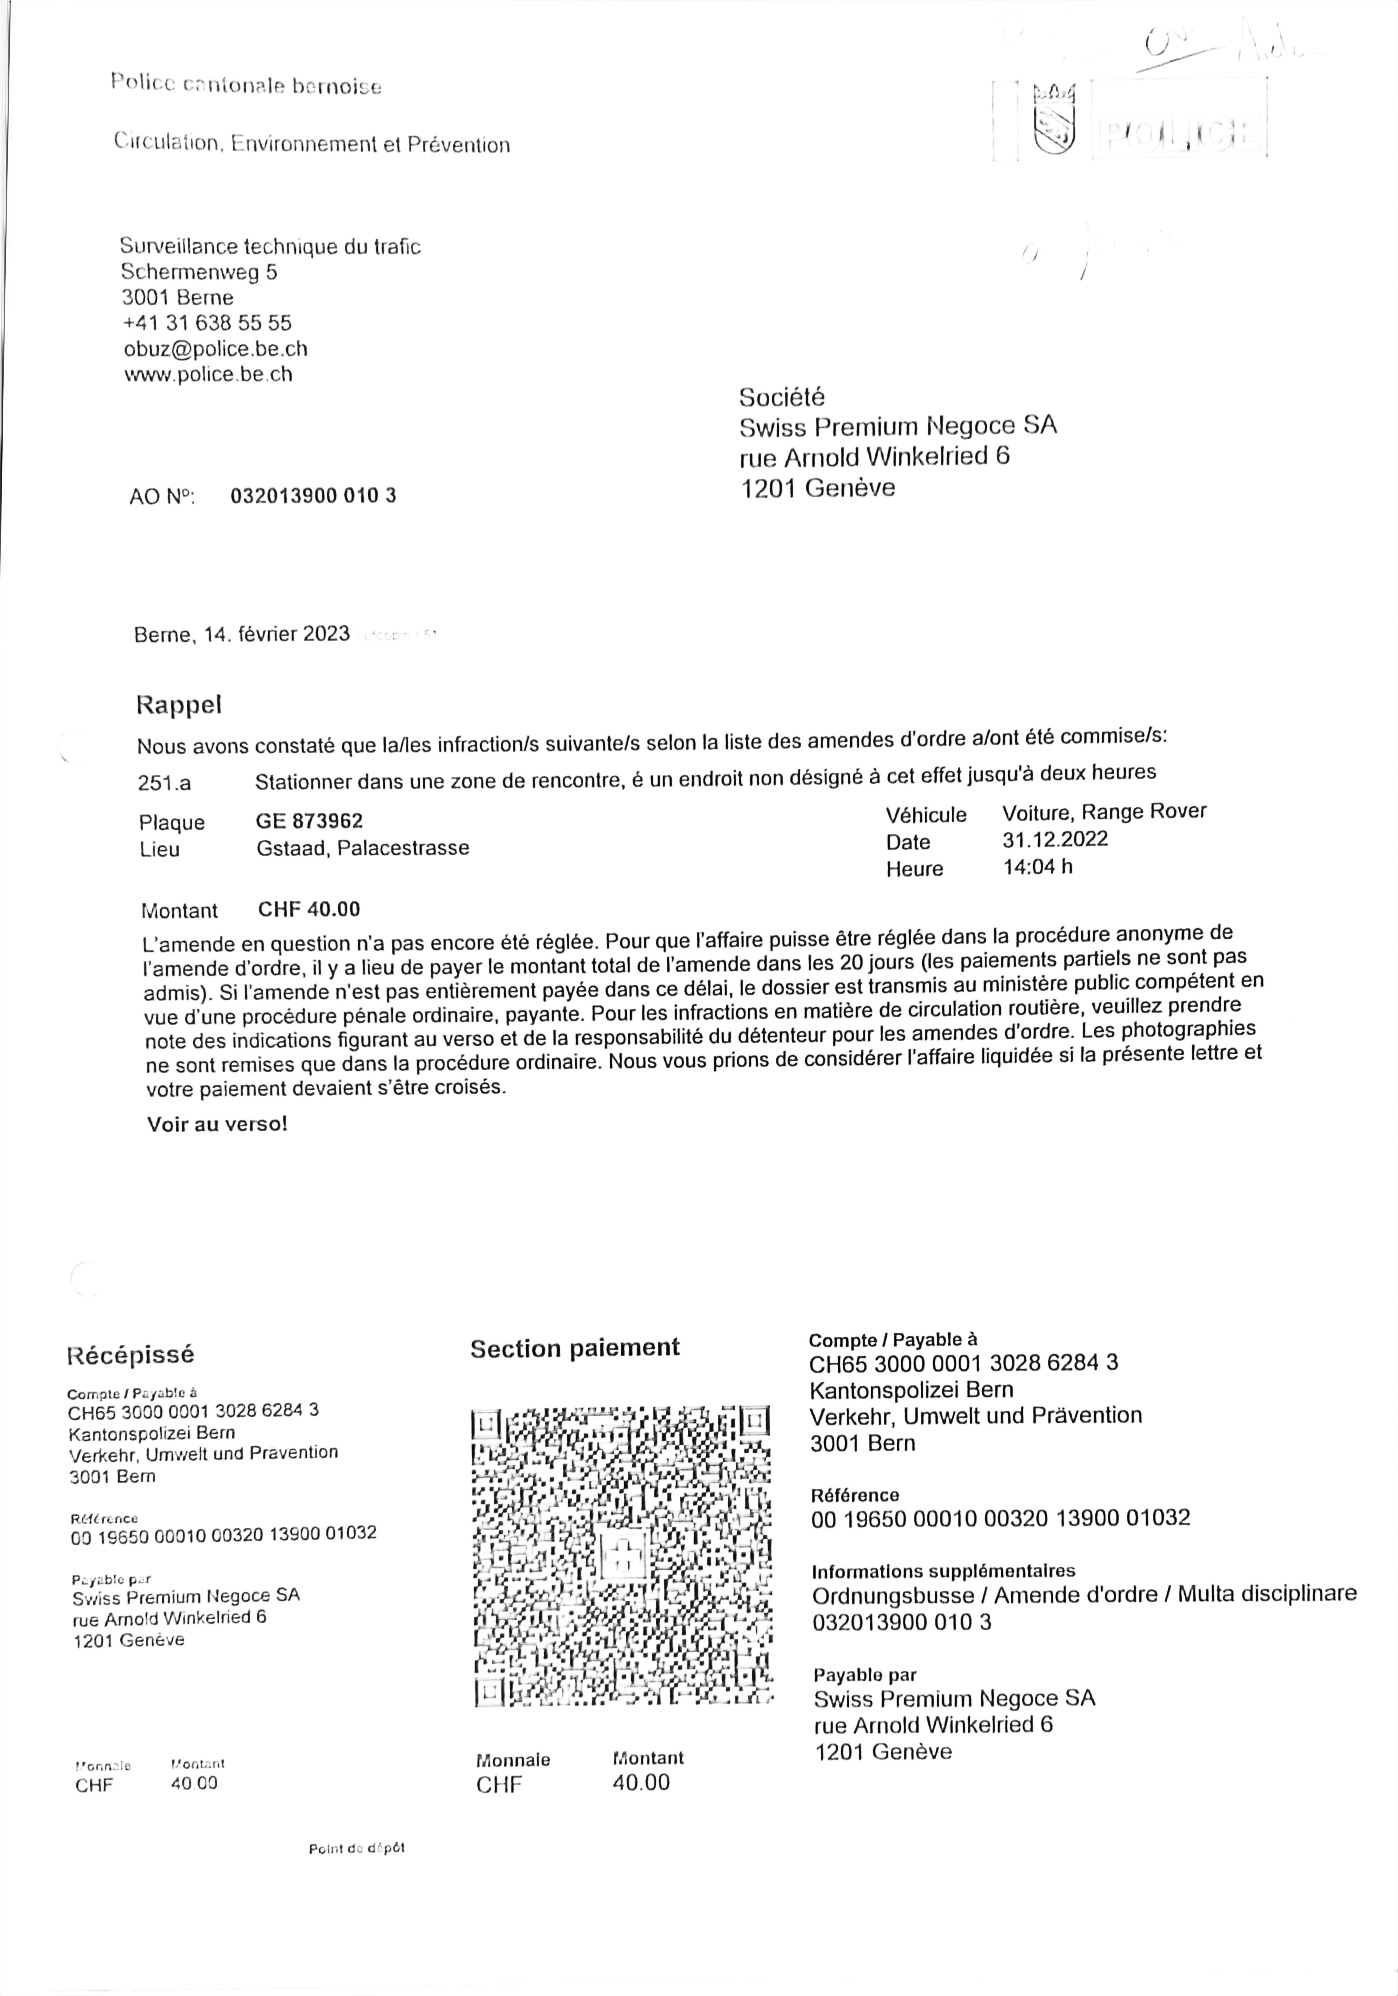 Police cantonale bernoise
Circulation, Environnement et Prévention
POLICE
Surveillance technique du trafic
Schermenweg 5
3001 Berne
+41 31 638 55 55
obuz@police.be.ch
www.police.be.ch
Société
Swiss Premium Negoce SA
rue Arnold Winkelried 6
1201 Genève
AO Nº: 032013900 010 3
Berne, 14. février 2023
Rappel
Nous avons constaté que la/les infraction/s suivante/s selon la liste des amendes d'ordre a/ont été commise/s:
251.a Stationner dans une zone de rencontre, é un endroit non désigné à cet effet jusqu'à deux heures
Plaque GE 873962 Véhicule Voiture, Range Rover
Lieu Gstaad, Palacestrasse Date 31.12.2022
Heure 14:04 h
Montant CHF 40.00
L'amende en question n'a pas encore été réglée. Pour que l'affaire puisse être réglée dans la procédure anonyme de
l'amende d'ordre, il y a lieu de payer le montant total de l'amende dans les 20 jours (les paiements partiels ne sont pas
admis). Si l'amende n'est pas entièrement payée dans ce délai, le dossier est transmis au ministère public compétent en
vue d'une procédure pénale ordinaire, payante. Pour les infractions en matière de circulation routière, veuillez prendre
note des indications figurant au verso et de la responsabilité du détenteur pour les amendes d'ordre. Les photographies
ne sont remises que dans la procédure ordinaire. Nous vous prions de considérer l'affaire liquidée si la présente lettre et
votre paiement devaient s'être croisés.
Voir au verso!
Récépissé
Compte / Payable à
CH65 3000 0001 3028 6284 3
Kantonspolizei Bern
Verkehr, Umwelt und Pravention
3001 Bern
Référence
00 19650 00010 00320 13900 01032
Payable par
Swiss Premium Negoce SA
rue Arnold Winkelried 6
1201 Genève
Monnaie Montant
CHF 40.00
Point de dépôt
Section paiement
Monnaie Montant
CHF 40.00
Compte / Payable à
CH65 3000 0001 3028 6284 3
Kantonspolizei Bern
Verkehr, Umwelt und Prävention
3001 Bern
Référence
00 19650 00010 00320 13900 01032
Informations supplémentaires
Ordnungsbusse / Amende d'ordre / Multa disciplinare
032013900 010 3
Payable par
Swiss Premium Negoce SA
rue Arnold Winkelried 6
1201 Genève